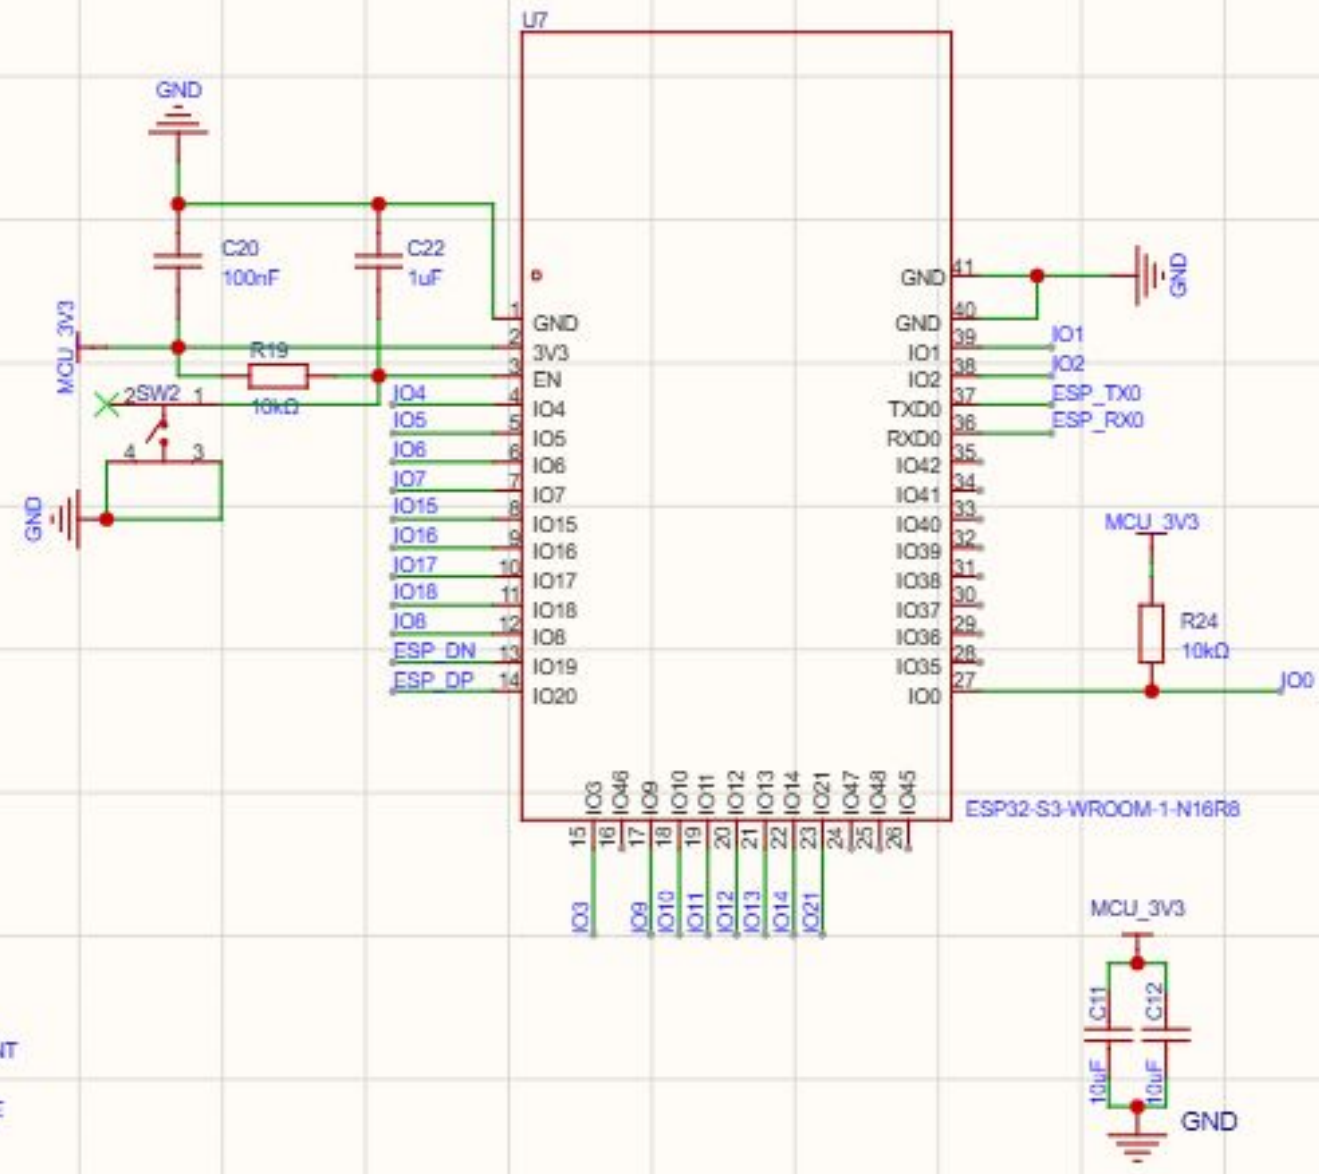 U7
GND
C20
100nF
C22
1uF
MCU_3V3
R19
10kΩ
2
SW2
1
4
3
GND
1
GND
2
3V3
3
EN
IO4
4
IO4
IO5
5
IO5
IO6
6
IO6
IO7
7
IO7
IO15
8
IO15
IO16
9
IO16
IO17
10
IO17
IO18
11
IO18
IO8
12
IO8
ESP_DN
13
IO19
ESP_DP
14
IO20
GND
41
GND
GND
40
IO1
39
IO1
IO2
38
IO2
TXD0
37
ESP_TX0
RXD0
36
ESP_RX0
IO42
35
IO41
34
IO40
33
IO39
32
IO38
31
IO37
30
IO36
29
IO35
28
IO0
27
IO0
MCU_3V3
R24
10kΩ
IO3
IO46
IO9
IO10
IO11
IO12
IO13
IO14
IO21
IO47
IO48
IO45
15
16
17
18
19
20
21
22
23
24
25
26
IO3
IO9
IO10
IO11
IO12
IO13
IO14
IO21
ESP32-S3-WROOM-1-N16R8
MCU_3V3
C11
10uF
C12
10uF
GND